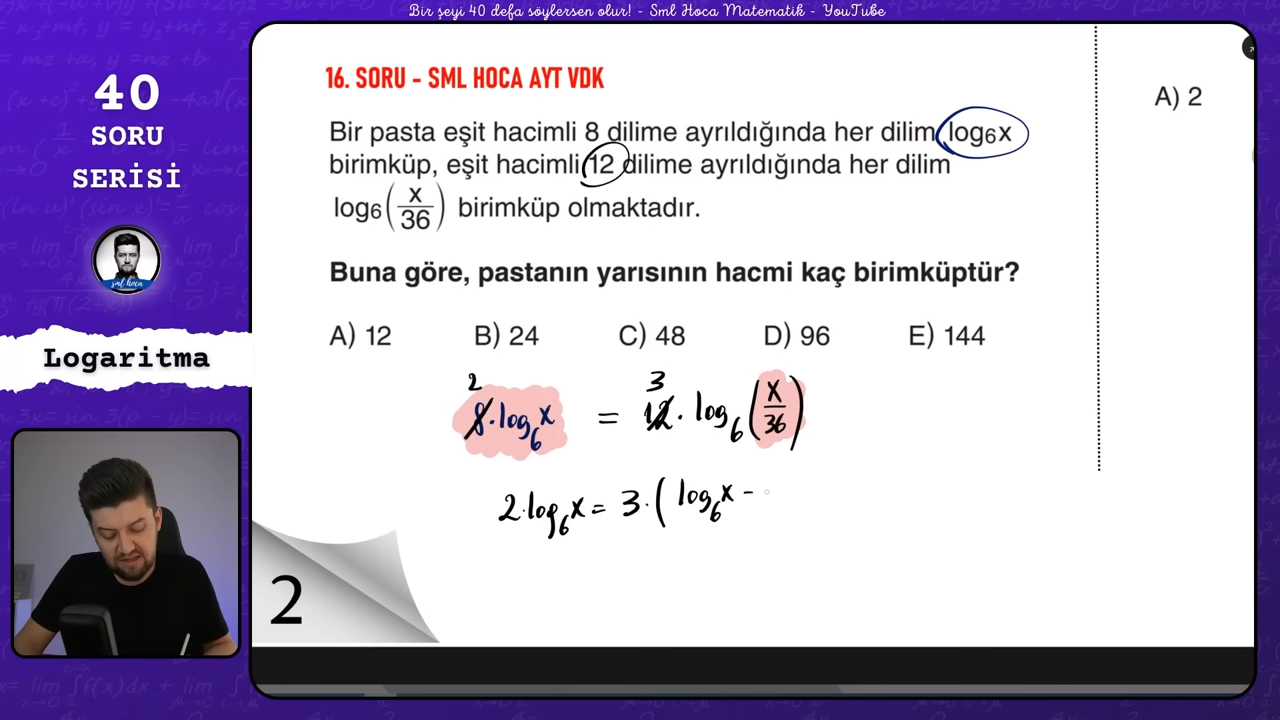 Bir şeyi 40 defa söylersen olur! - Sml Hoca Matematik - YouTube
40
SORU
SERİSİ
sml hoca
Logaritma
16. SORU - SML HOCA AYT VDK
Bir pasta eşit hacimli 8 dilime ayrıldığında her dilim log₆x
birimküp, eşit hacimli 12 dilime ayrıldığında her dilim
log₆(x/36) birimküp olmaktadır.
Buna göre, pastanın yarısının hacmi kaç birimküptür?
A) 12 B) 24 C) 48 D) 96 E) 144
2 3
8·log₆x = 12·log₆(x/36)
2·log₆x = 3·(log₆x -
2
A) 2